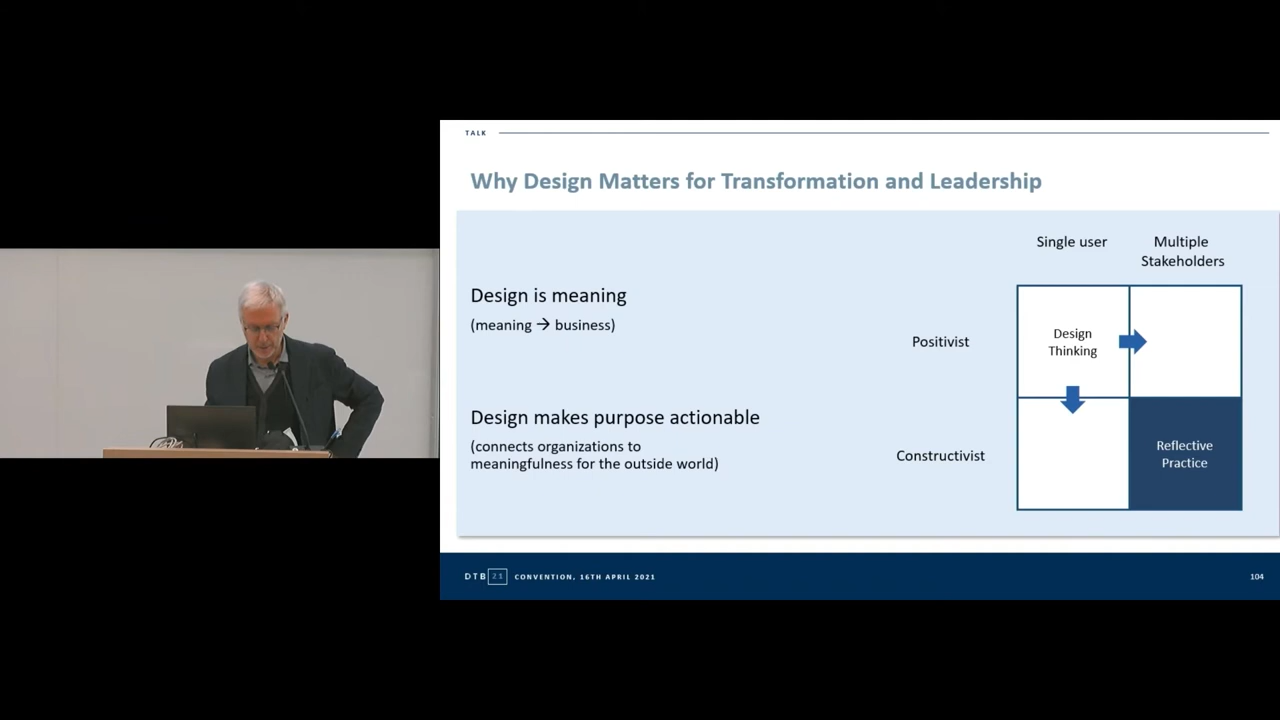 TALK
Why Design Matters for Transformation and Leadership
Single user
Multiple
Stakeholders
Design is meaning
(meaning → business)
Positivist
Design
Thinking
Design makes purpose actionable
(connects organizations to
meaningfulness for the outside world)
Constructivist
Reflective
Practice
DTB 21 CONVENTION, 16TH APRIL 2021
104